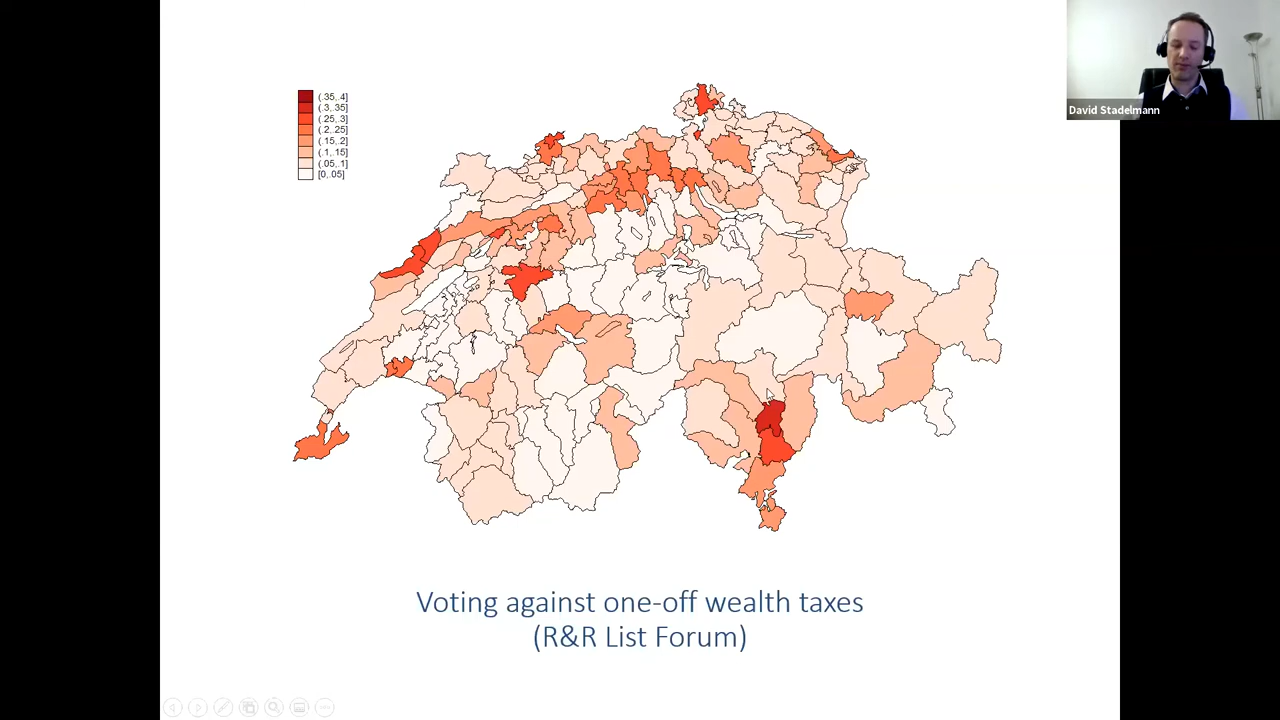 David Stadelmann
(.35,.4]
(.3,.35]
(.25,.3]
(.2,.25]
(.15,.2]
(.1,.15]
(.05,.1]
[0,.05]
Voting against one-off wealth taxes
(R&R List Forum)